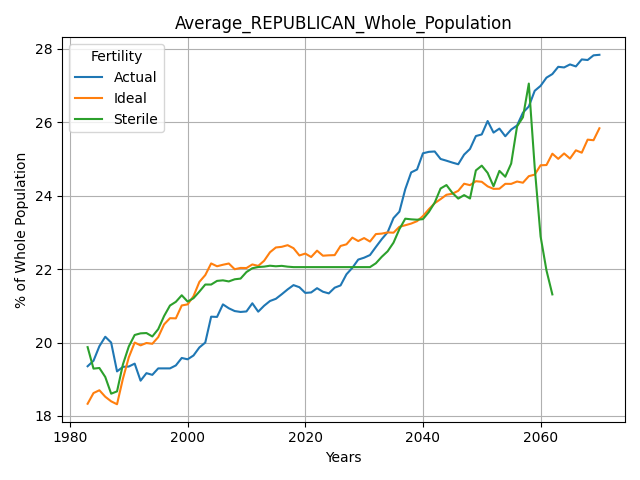 Average_REPUBLICAN_Whole_Population
Fertility
Actual
Ideal
Sterile
% of Whole Population
28
26
24
22
20
18
1980
2000
2020
2040
2060
Years